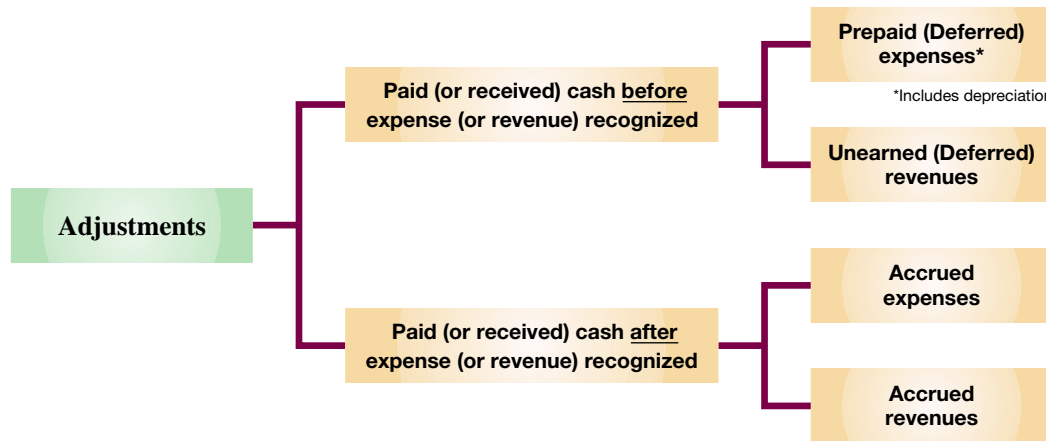 Prepaid (Deferred)
expenses*
*Includes depreciation
Paid (or received) cash before
expense (or revenue) recognized
Unearned (Deferred)
revenues
Adjustments
Accrued
expenses
Paid (or received) cash after
expense (or revenue) recognized
Accrued
revenues